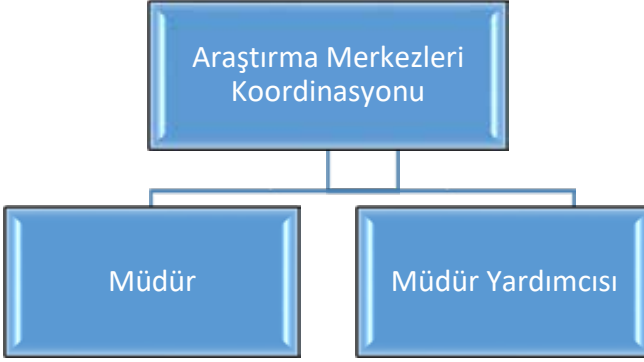 Araştırma Merkezleri
Koordinasyonu
Müdür
Müdür Yardımcısı